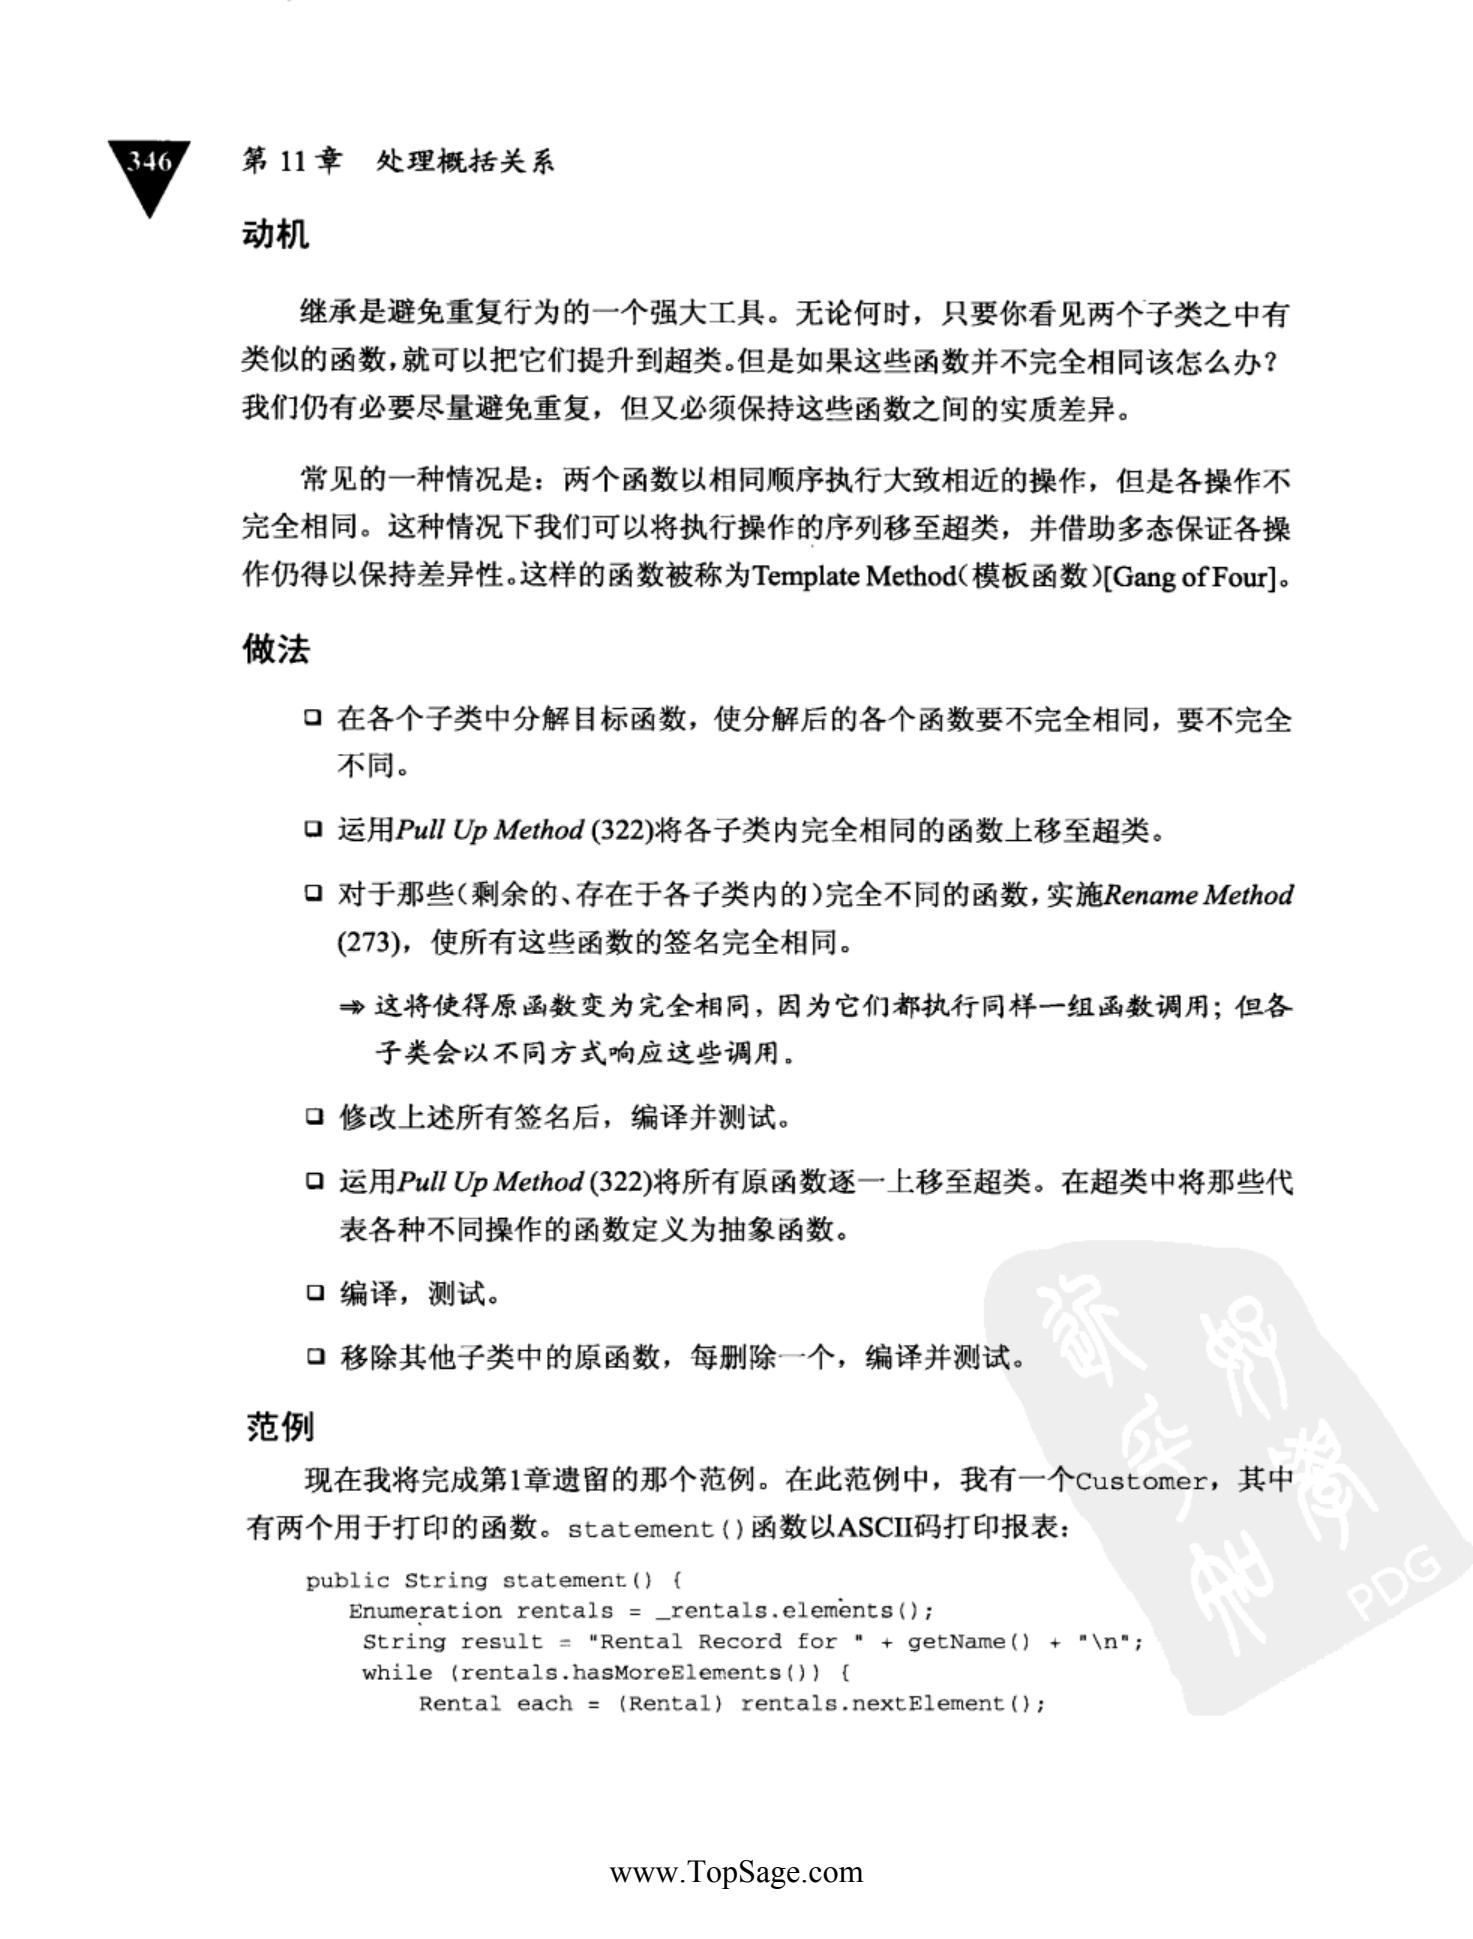 346
第 11 章 处理概括关系
动机
继承是避免重复行为的一个强大工具。无论何时，只要你看见两个子类之中有
类似的函数，就可以把它们提升到超类。但是如果这些函数并不完全相同该怎么办？
我们仍有必要尽量避免重复，但又必须保持这些函数之间的实质差异。
常见的一种情况是：两个函数以相同顺序执行大致相近的操作，但是各操作不
完全相同。这种情况下我们可以将执行操作的序列移至超类，并借助多态保证各操
作仍得以保持差异性。这样的函数被称为Template Method（模板函数）[Gang of Four]。
做法
❑ 在各个子类中分解目标函数，使分解后的各个函数要不完全相同，要不完全
不同。
❑ 运用Pull Up Method (322)将各子类内完全相同的函数上移至超类。
❑ 对于那些（剩余的、存在于各子类内的）完全不同的函数，实施Rename Method
(273)，使所有这些函数的签名完全相同。
⇒ 这将使得原函数变为完全相同，因为它们都执行同样一组函数调用；但各
子类会以不同方式响应这些调用。
❑ 修改上述所有签名后，编译并测试。
❑ 运用Pull Up Method (322)将所有原函数逐一上移至超类。在超类中将那些代
表各种不同操作的函数定义为抽象函数。
❑ 编译，测试。
❑ 移除其他子类中的原函数，每删除一个，编译并测试。
范例
现在我将完成第1章遗留的那个范例。在此范例中，我有一个Customer，其中
有两个用于打印的函数。statement()函数以ASCII码打印报表：
public String statement() {
Enumeration rentals = _rentals.elements();
String result = "Rental Record for " + getName() + "\n";
while (rentals.hasMoreElements()) {
Rental each = (Rental) rentals.nextElement();
PDG
www.TopSage.com